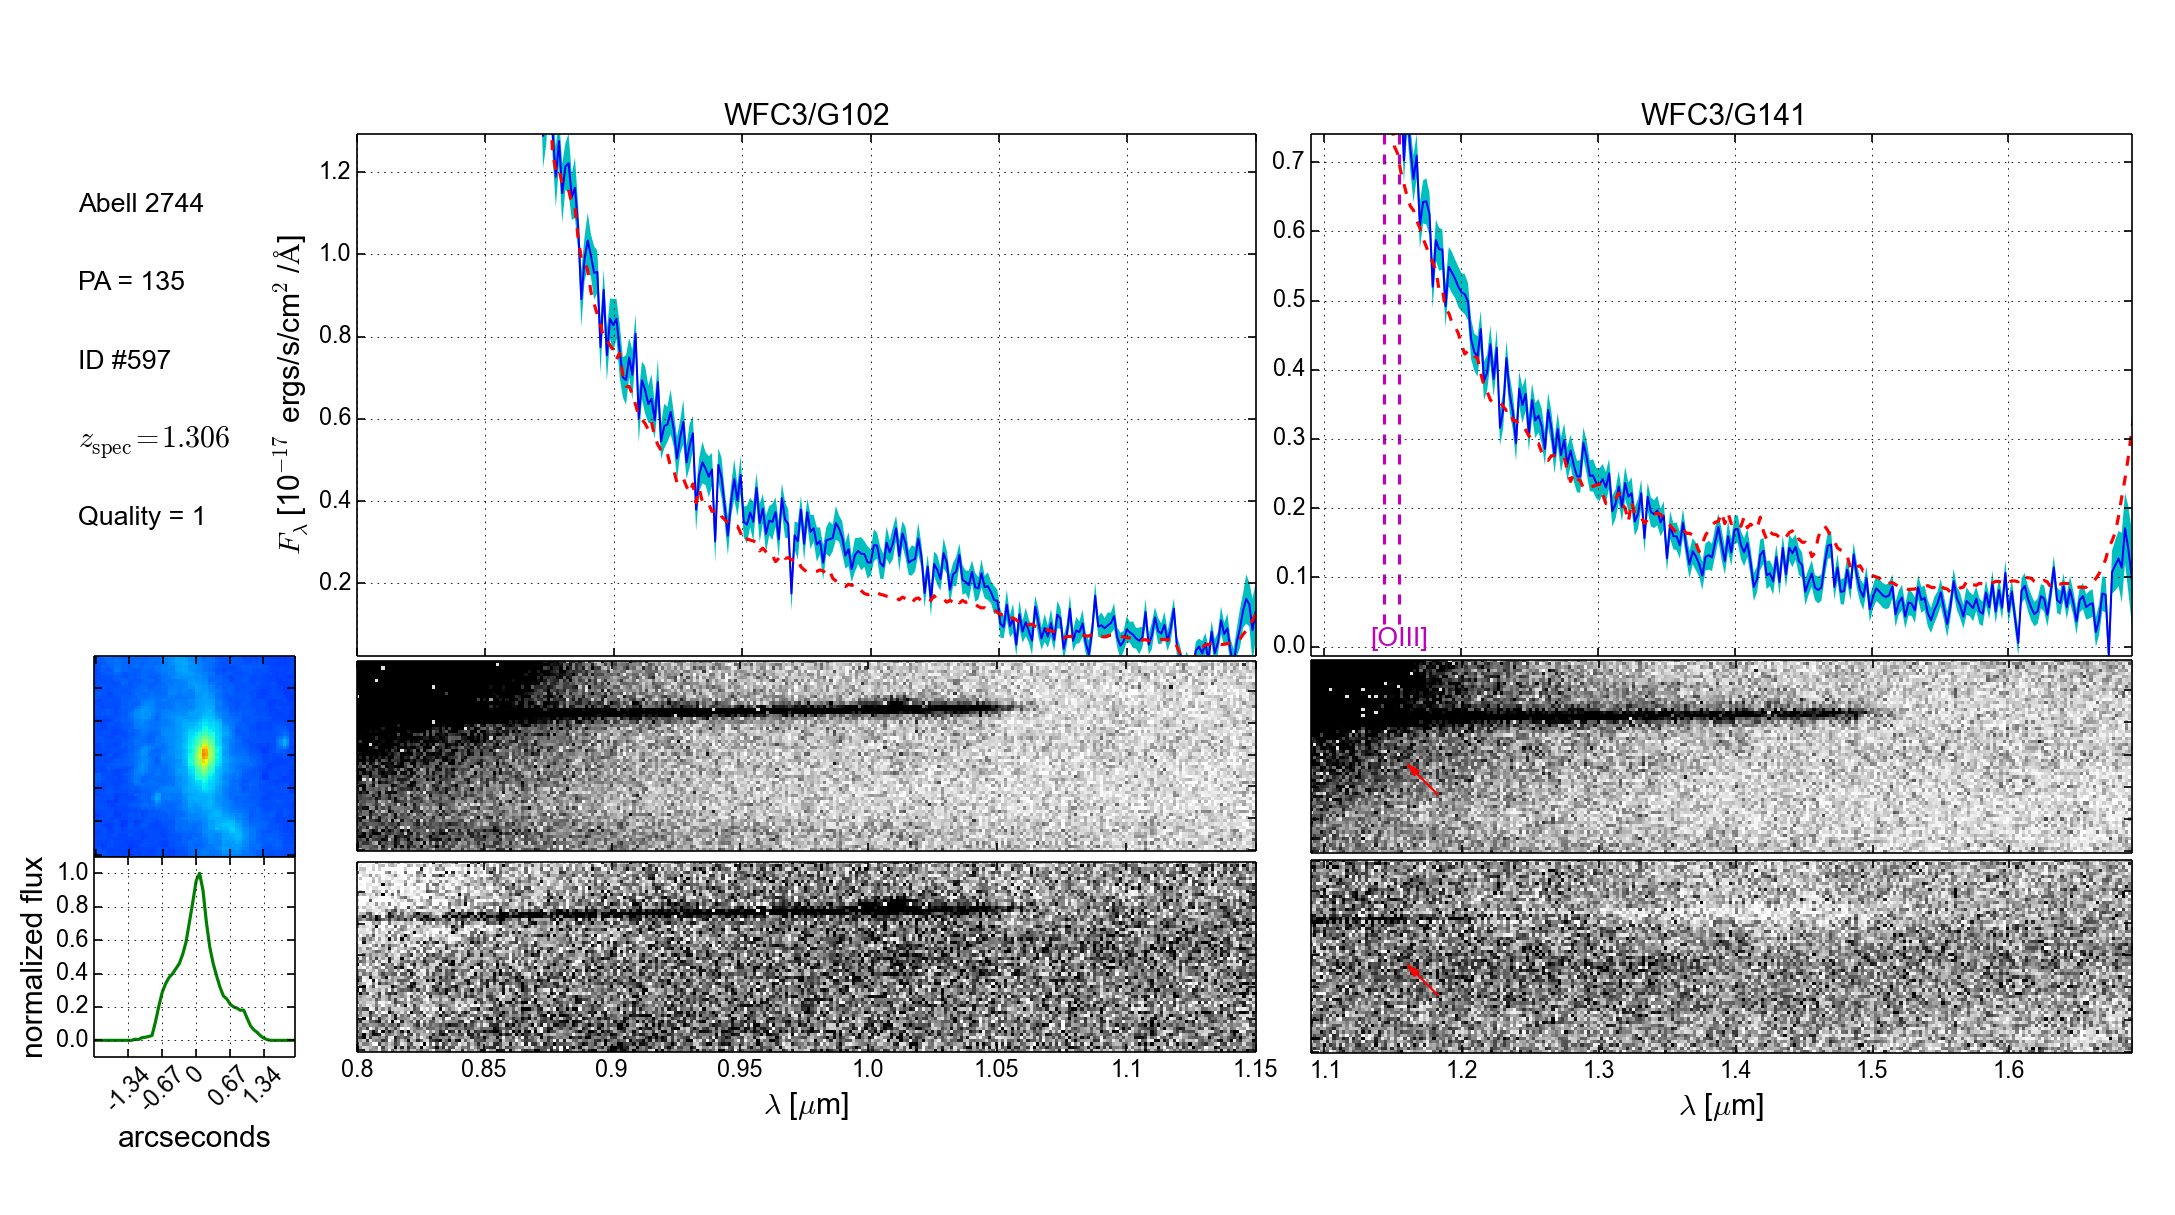 WFC3/G102
WFC3/G141
Abell 2744
PA = 135
ID #597
z_spec = 1.306
Quality = 1
F_λ [10^−17 ergs/s/cm^2 /Å]
1.2
1.0
0.8
0.6
0.4
0.2
0.7
0.6
0.5
0.4
0.3
0.2
0.1
0.0
[OIII]
normalized flux
1.0
0.8
0.6
0.4
0.2
0.0
-1.34 -0.67 0 0.67 1.34
arcseconds
0.8 0.85 0.9 0.95 1.0 1.05 1.1 1.15
λ [μm]
1.1 1.2 1.3 1.4 1.5 1.6
λ [μm]